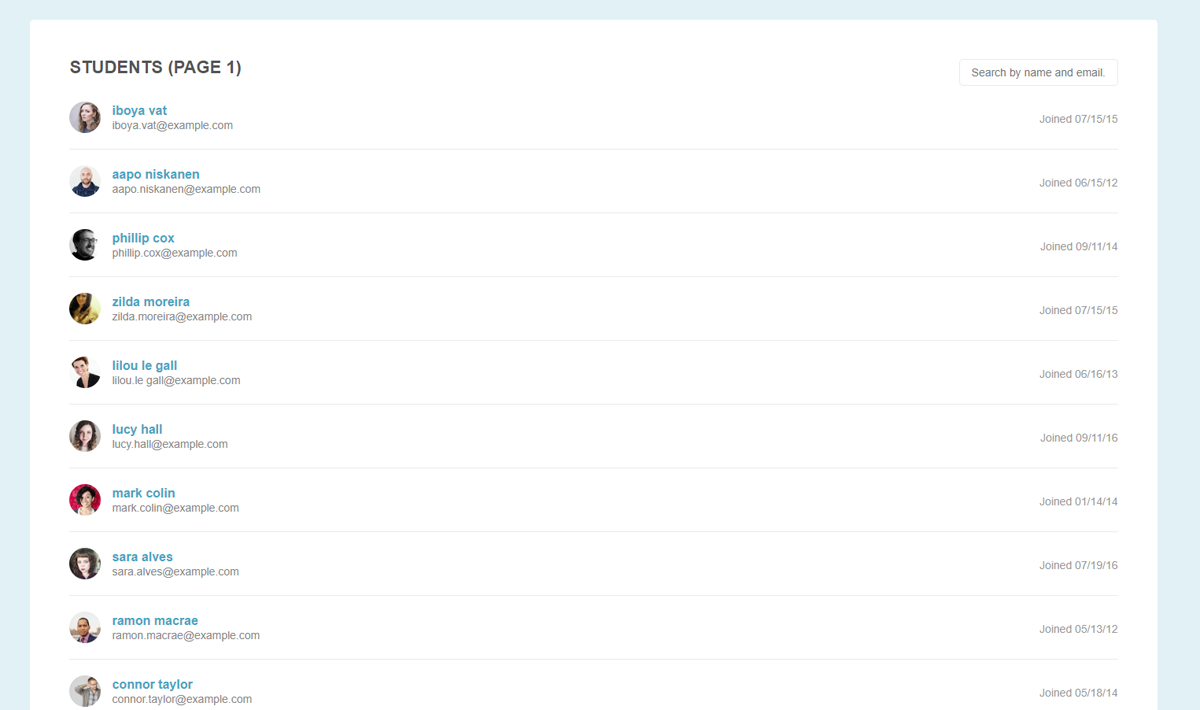 STUDENTS (PAGE 1)
Search by name and email.
iboya vat
iboya.vat@example.com
Joined 07/15/15
aapo niskanen
aapo.niskanen@example.com
Joined 06/15/12
phillip cox
phillip.cox@example.com
Joined 09/11/14
zilda moreira
zilda.moreira@example.com
Joined 07/15/15
lilou le gall
lilou.le gall@example.com
Joined 06/16/13
lucy hall
lucy.hall@example.com
Joined 09/11/16
mark colin
mark.colin@example.com
Joined 01/14/14
sara alves
sara.alves@example.com
Joined 07/19/16
ramon macrae
ramon.macrae@example.com
Joined 05/13/12
connor taylor
connor.taylor@example.com
Joined 05/18/14